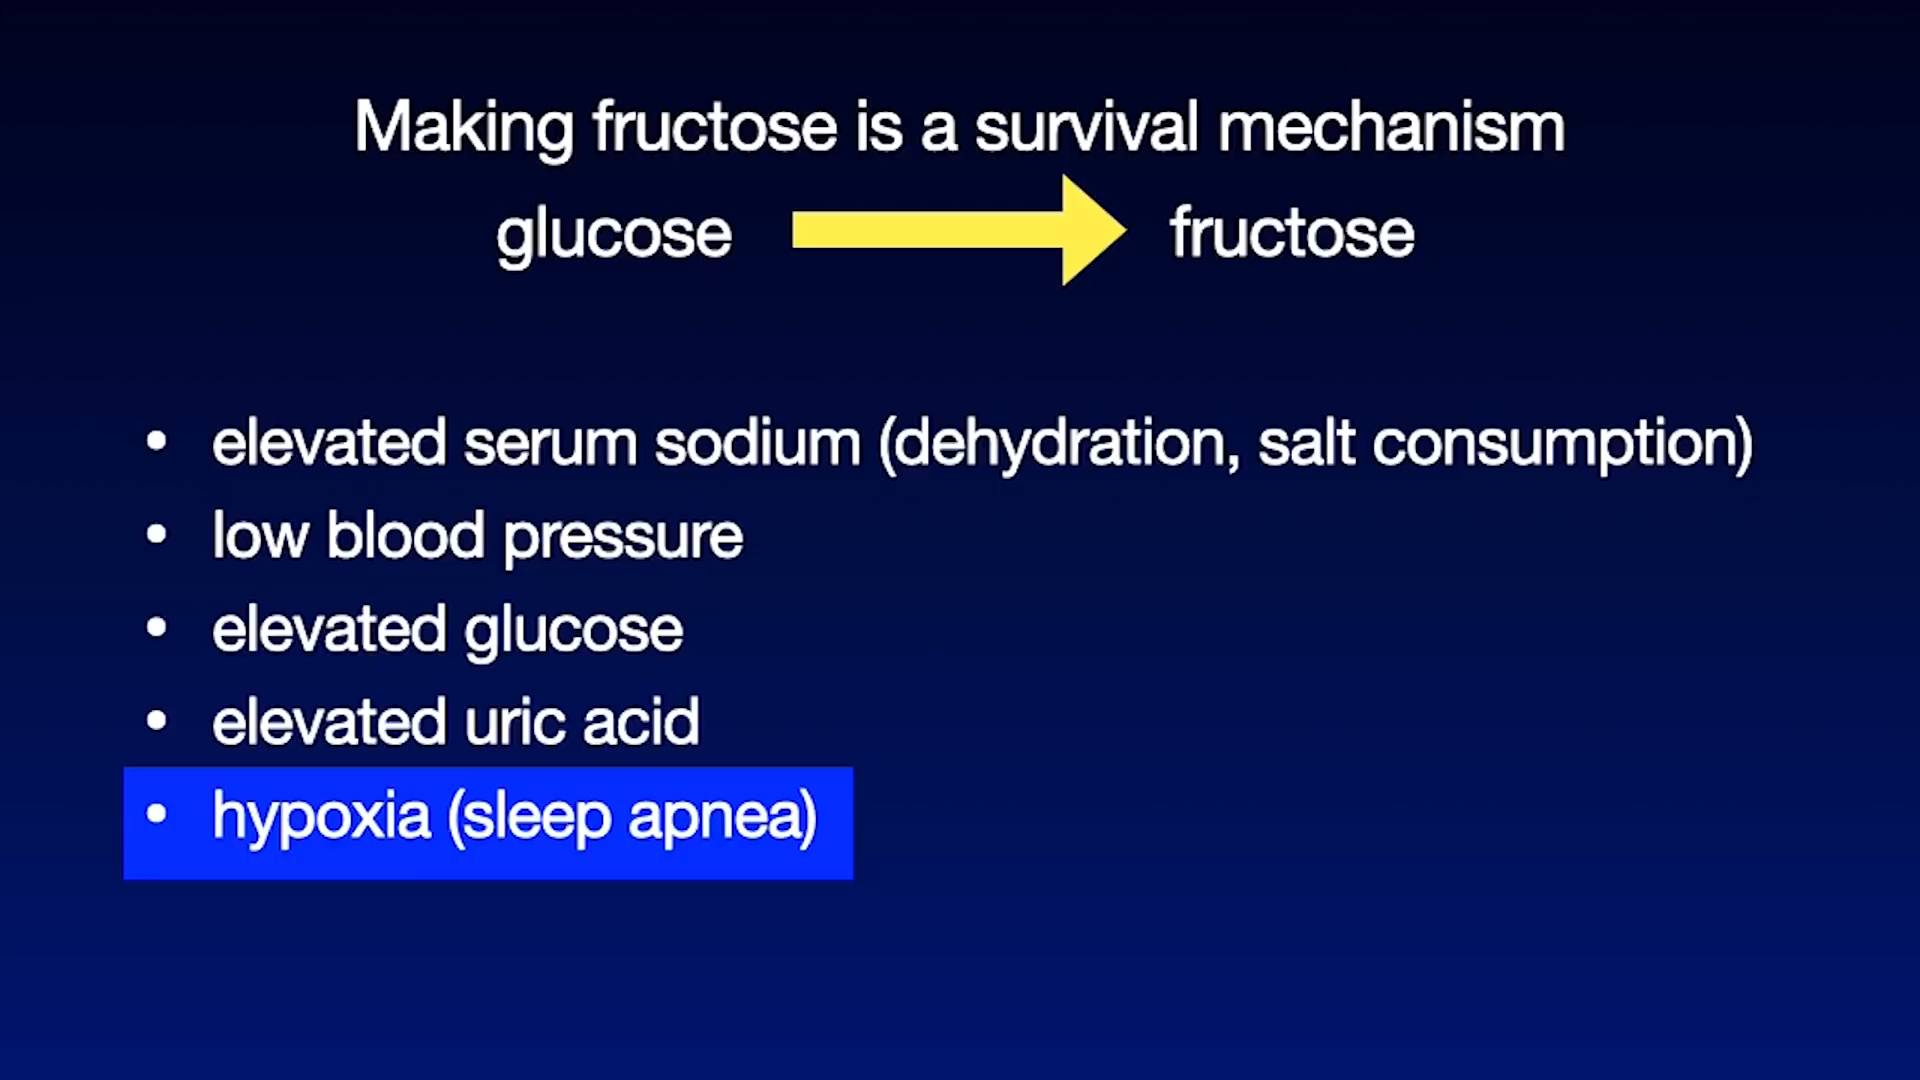 Making fructose is a survival mechanism
glucose fructose
• elevated serum sodium (dehydration, salt consumption)
• low blood pressure
• elevated glucose
• elevated uric acid
• hypoxia (sleep apnea)